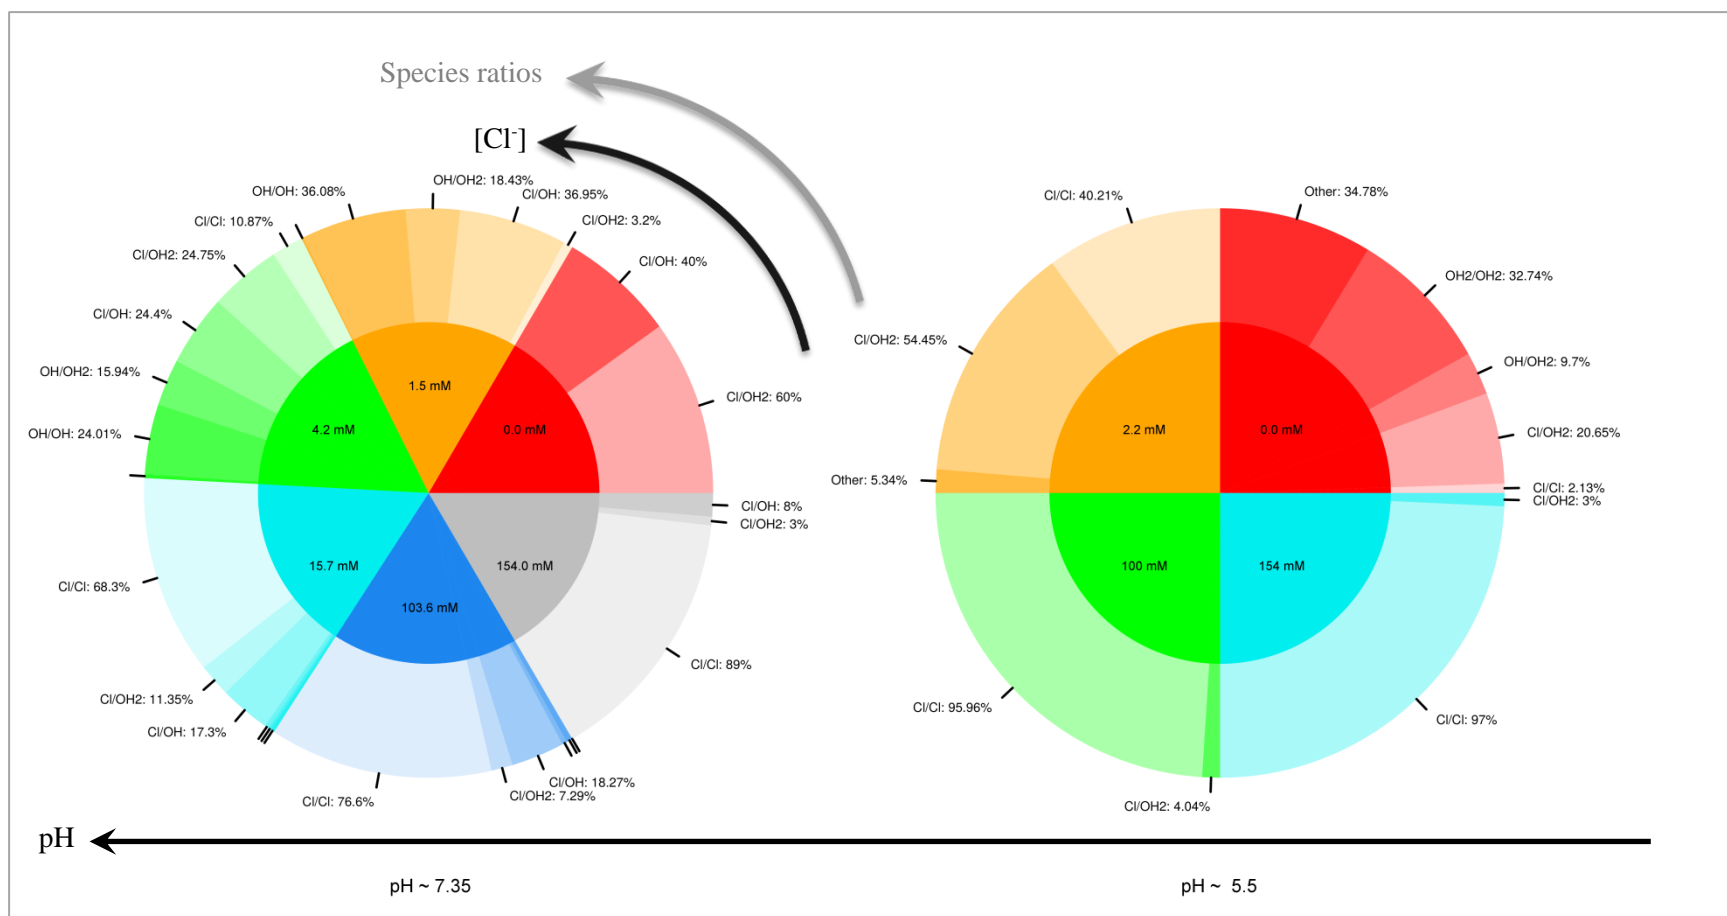 Species ratios
[Cl-]
OH/OH: 36.08%
OH/OH2: 18.43%
Cl/OH: 36.95%
Cl/OH2: 3.2%
Cl/Cl: 10.87%
Cl/OH2: 24.75%
Cl/OH: 24.4%
OH/OH2: 15.94%
OH/OH: 24.01%
Cl/OH: 40%
Cl/OH2: 60%
1.5 mM
4.2 mM
0.0 mM
15.7 mM
103.6 mM
154.0 mM
Cl/OH: 8%
Cl/OH2: 3%
Cl/Cl: 68.3%
Cl/OH2: 11.35%
Cl/OH: 17.3%
Cl/Cl: 76.6%
Cl/OH2: 7.29%
Cl/OH: 18.27%
Cl/Cl: 89%
Cl/Cl: 40.21%
Other: 34.78%
OH2/OH2: 32.74%
OH/OH2: 9.7%
Cl/OH2: 20.65%
Cl/Cl: 2.13%
Cl/OH2: 3%
Cl/OH2: 54.45%
Other: 5.34%
2.2 mM
0.0 mM
100 mM
154 mM
Cl/Cl: 95.96%
Cl/OH2: 4.04%
Cl/Cl: 97%
pH
pH ~ 7.35
pH ~ 5.5